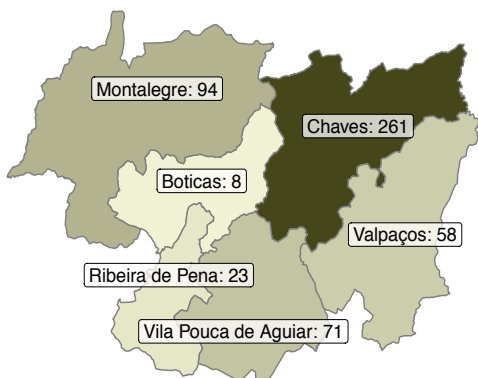 Montalegre: 94
Chaves: 261
Boticas: 8
Valpaços: 58
Ribeira de Pena: 23
Vila Pouca de Aguiar: 71